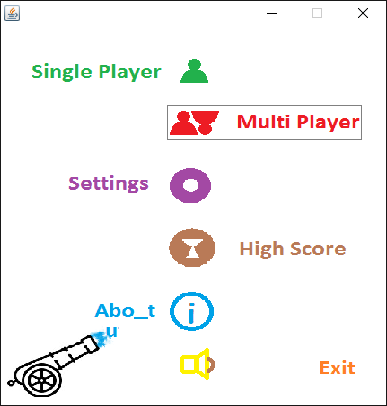 Single Player
Multi Player
Settings
High Score
Abo_t
u
i
Exit